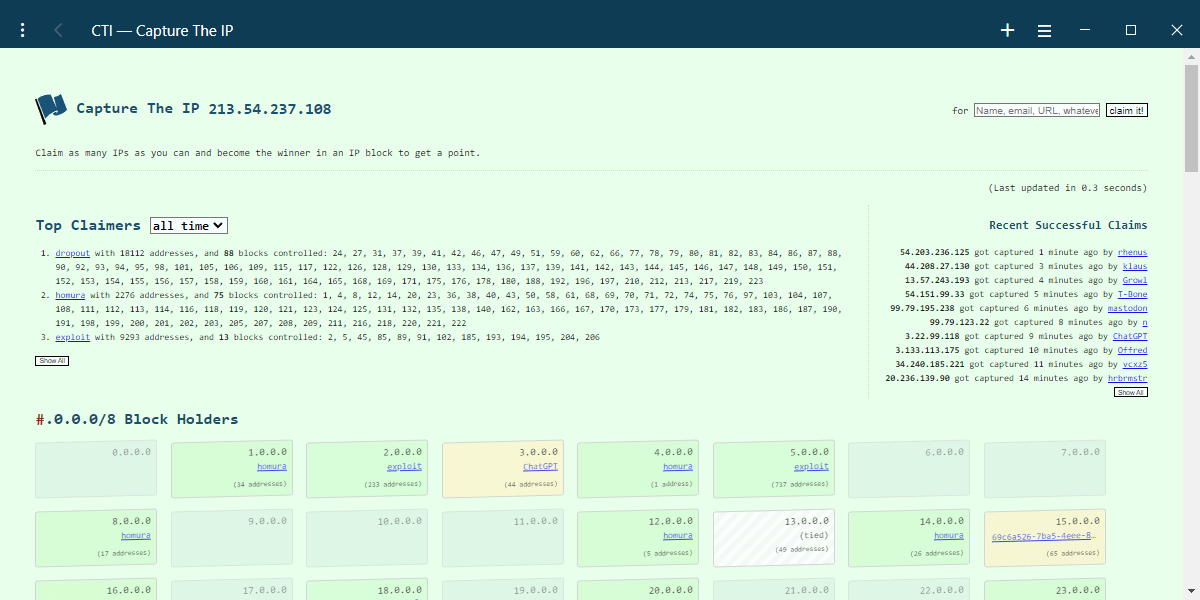 CTI — Capture The IP
Capture The IP 213.54.237.108
for Name, email, URL, whateve claim it!
Claim as many IPs as you can and become the winner in an IP block to get a point.
(Last updated in 0.3 seconds)
Top Claimers all time
1. dropout with 18112 addresses, and 88 blocks controlled: 24, 27, 31, 37, 39, 41, 42, 46, 47, 49, 51, 59, 60, 62, 66, 77, 78, 79, 80, 81, 82, 83, 84, 86, 87, 88,
90, 92, 93, 94, 95, 98, 101, 105, 106, 109, 115, 117, 122, 126, 128, 129, 130, 133, 134, 136, 137, 139, 141, 142, 143, 144, 145, 146, 147, 148, 149, 150, 151,
152, 153, 154, 155, 156, 157, 158, 159, 160, 161, 164, 165, 168, 169, 171, 175, 176, 178, 180, 188, 192, 196, 197, 210, 212, 213, 217, 219, 223
2. homura with 2276 addresses, and 75 blocks controlled: 1, 4, 8, 12, 14, 20, 23, 36, 38, 40, 43, 50, 58, 61, 68, 69, 70, 71, 72, 74, 75, 76, 97, 103, 104, 107,
108, 111, 112, 113, 114, 116, 118, 119, 120, 121, 123, 124, 125, 131, 132, 135, 138, 140, 162, 163, 166, 167, 170, 173, 177, 179, 181, 182, 183, 186, 187, 190,
191, 198, 199, 200, 201, 202, 203, 205, 207, 208, 209, 211, 216, 218, 220, 221, 222
3. exploit with 9293 addresses, and 13 blocks controlled: 2, 5, 45, 85, 89, 91, 102, 185, 193, 194, 195, 204, 206
Show All
Recent Successful Claims
54.203.236.125 got captured 1 minute ago by rhenus
44.208.27.130 got captured 3 minutes ago by klaus
13.57.243.193 got captured 4 minutes ago by Growl
54.151.99.33 got captured 5 minutes ago by T-Bone
99.79.195.238 got captured 6 minutes ago by mastodon
99.79.123.22 got captured 8 minutes ago by n
3.22.99.118 got captured 9 minutes ago by ChatGPT
3.133.113.175 got captured 10 minutes ago by Offred
34.240.185.221 got captured 11 minutes ago by vcxz5
20.236.139.90 got captured 14 minutes ago by hrbrmstr
Show All
#.0.0.0/8 Block Holders
0.0.0.0
1.0.0.0
homura
(34 addresses)
2.0.0.0
exploit
(233 addresses)
3.0.0.0
ChatGPT
(44 addresses)
4.0.0.0
homura
(1 address)
5.0.0.0
exploit
(737 addresses)
6.0.0.0
7.0.0.0
8.0.0.0
homura
(17 addresses)
9.0.0.0
10.0.0.0
11.0.0.0
12.0.0.0
homura
(5 addresses)
13.0.0.0
(tied)
(49 addresses)
14.0.0.0
homura
(26 addresses)
15.0.0.0
69c6a526-7ba5-4eee-8…
(65 addresses)
16.0.0.0
17.0.0.0
18.0.0.0
19.0.0.0
20.0.0.0
21.0.0.0
22.0.0.0
23.0.0.0